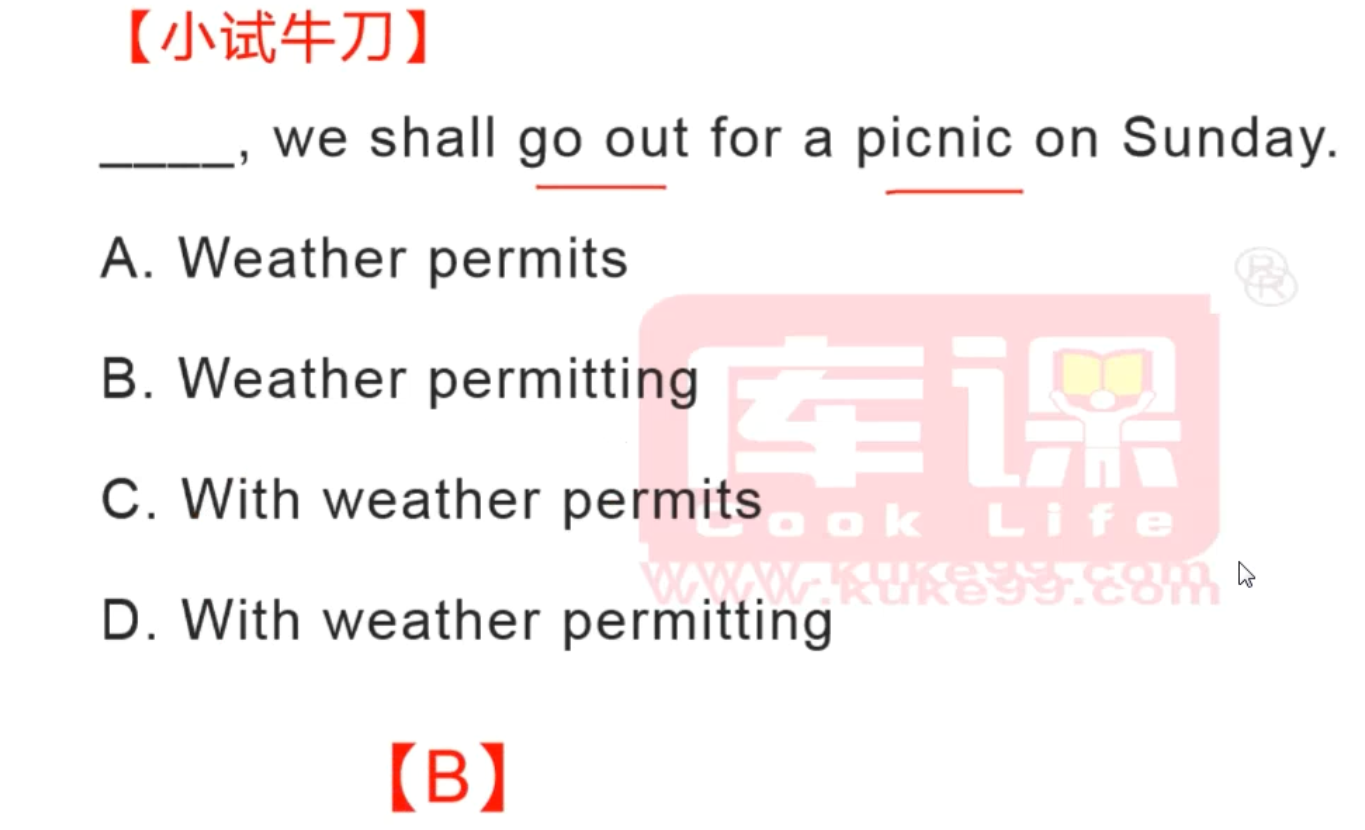 【小试牛刀】
____, we shall go out for a picnic on Sunday.
A. Weather permits
B. Weather permitting
C. With weather permits
D. With weather permitting
库课
Cook Life
www.kuke99.com
【B】